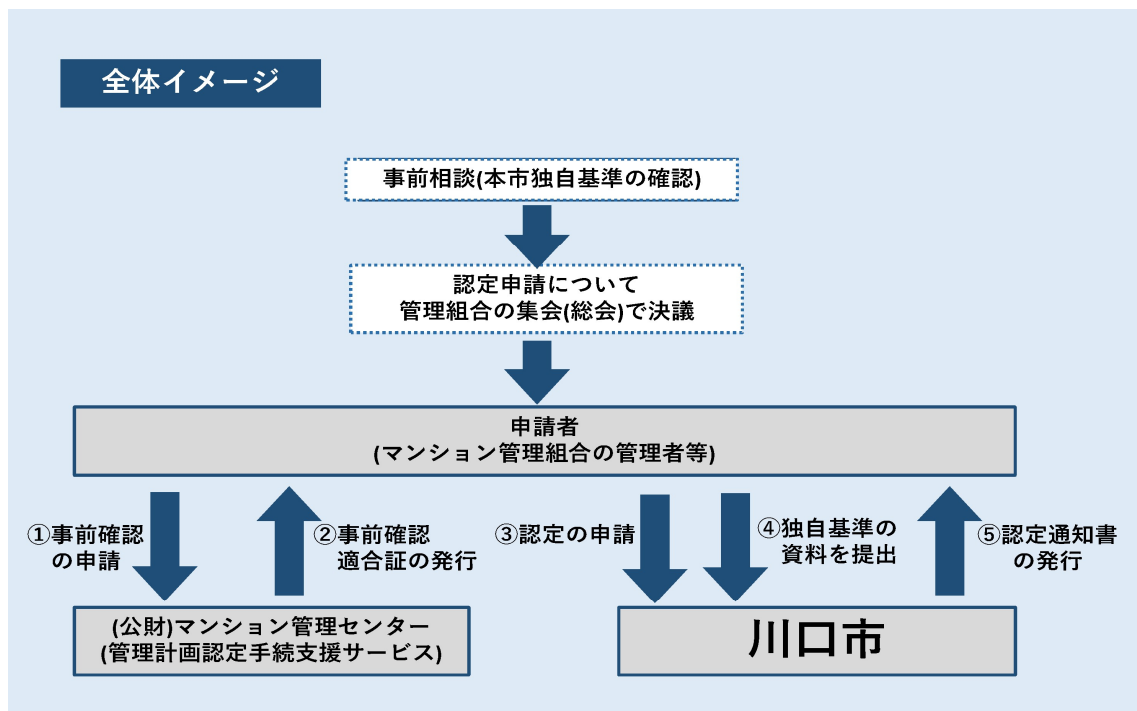 全体イメージ
事前相談(本市独自基準の確認)
認定申請について
管理組合の集会(総会)で決議
申請者
(マンション管理組合の管理者等)
①事前確認
の申請
②事前確認
適合証の発行
③認定の申請
④独自基準の
資料を提出
⑤認定通知書
の発行
(公財)マンション管理センター
(管理計画認定手続支援サービス)
川口市